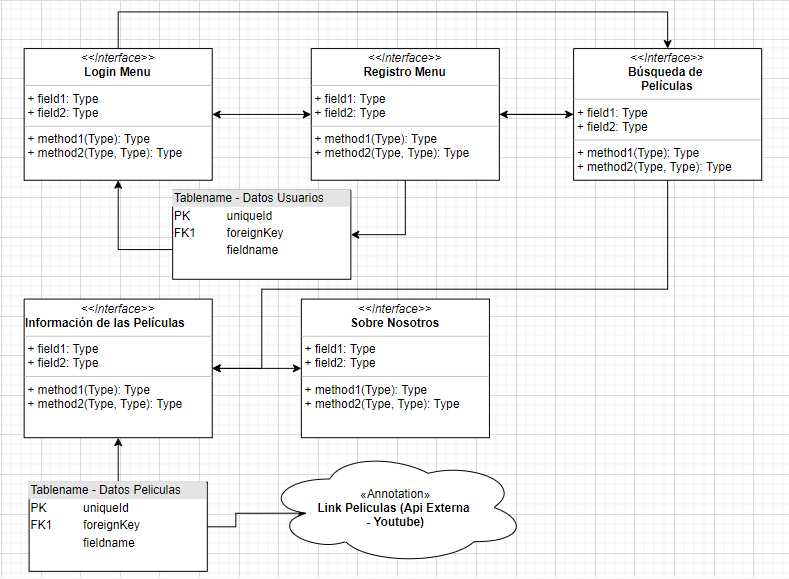 <<Interface>>
Login Menu
+ field1: Type
+ field2: Type
+ method1(Type): Type
+ method2(Type, Type): Type
<<Interface>>
Registro Menu
+ field1: Type
+ field2: Type
+ method1(Type): Type
+ method2(Type, Type): Type
<<Interface>>
Búsqueda de
Películas
+ field1: Type
+ field2: Type
+ method1(Type): Type
+ method2(Type, Type): Type
Tablename - Datos Usuarios
PK uniqueId
FK1 foreignKey
fieldname
<<Interface>>
Información de las Películas
+ field1: Type
+ field2: Type
+ method1(Type): Type
+ method2(Type, Type): Type
<<Interface>>
Sobre Nosotros
+ field1: Type
+ field2: Type
+ method1(Type): Type
+ method2(Type, Type): Type
Tablename - Datos Peliculas
PK uniqueId
FK1 foreignKey
fieldname
«Annotation»
Link Peliculas (Api Externa
- Youtube)